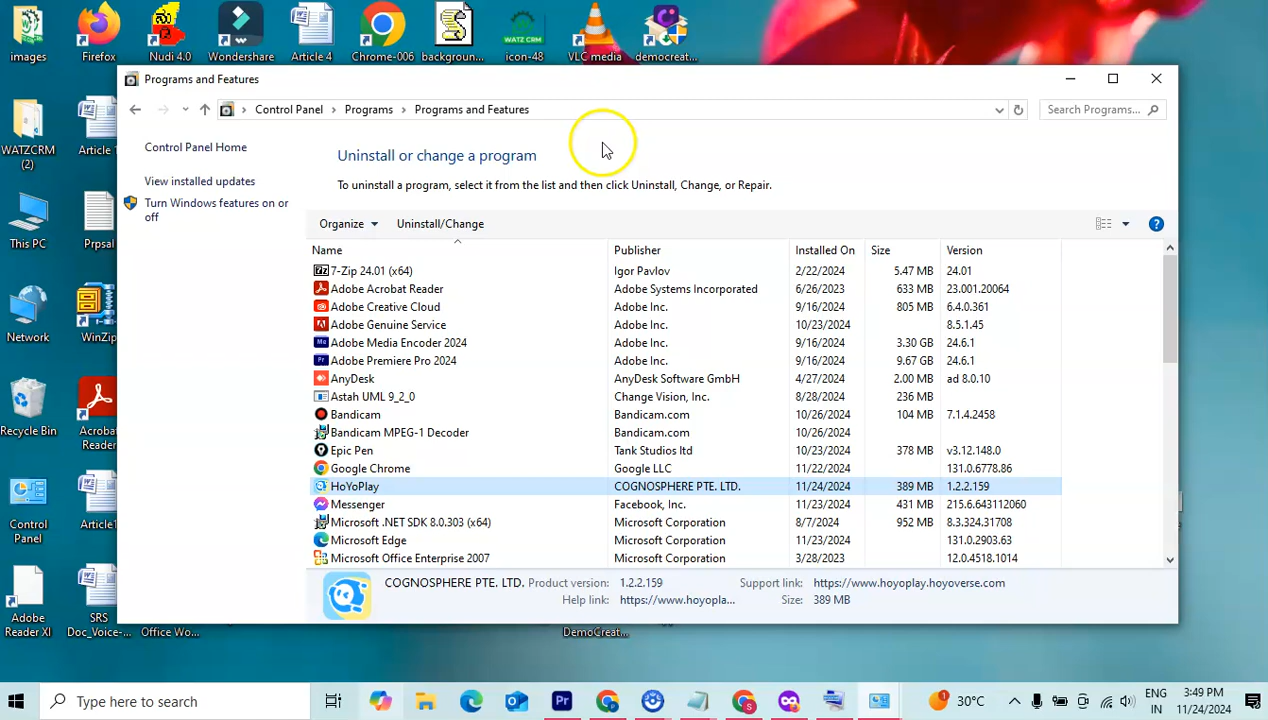 images
Firefox
Nudi 4.0
Wondershare
Article 4
Chrome-006
backgroun...
icon-48
VLC media
democreat...
WATZ CRM
WATZCRM
(2)
Article 1
This PC
Prpsal
Network
WinZip
Recycle Bin
Acrobat
Reader
Control
Panel
Article1
Adobe
Reader XI
SRS
Doc_Voice-...
Office Wo...
DemoCreat...
Programs and Features
Control Panel > Programs > Programs and Features
Search Programs...
Control Panel Home
View installed updates
Turn Windows features on or
off
Uninstall or change a program
To uninstall a program, select it from the list and then click Uninstall, Change, or Repair.
Organize Uninstall/Change
Name Publisher Installed On Size Version
7-Zip 24.01 (x64) Igor Pavlov 2/22/2024 5.47 MB 24.01
Adobe Acrobat Reader Adobe Systems Incorporated 6/26/2023 633 MB 23.001.20064
Adobe Creative Cloud Adobe Inc. 9/16/2024 805 MB 6.4.0.361
Adobe Genuine Service Adobe Inc. 10/23/2024 8.5.1.45
Adobe Media Encoder 2024 Adobe Inc. 9/16/2024 3.30 GB 24.6.1
Adobe Premiere Pro 2024 Adobe Inc. 9/16/2024 9.67 GB 24.6.1
AnyDesk AnyDesk Software GmbH 4/27/2024 2.00 MB ad 8.0.10
Astah UML 9_2_0 Change Vision, Inc. 8/28/2024 236 MB
Bandicam Bandicam.com 10/26/2024 104 MB 7.1.4.2458
Bandicam MPEG-1 Decoder Bandicam.com 10/26/2024
Epic Pen Tank Studios ltd 10/23/2024 378 MB v3.12.148.0
Google Chrome Google LLC 11/22/2024 131.0.6778.86
HoYoPlay COGNOSPHERE PTE. LTD. 11/24/2024 389 MB 1.2.2.159
Messenger Facebook, Inc. 11/23/2024 431 MB 215.6.643112060
Microsoft .NET SDK 8.0.303 (x64) Microsoft Corporation 8/7/2024 952 MB 8.3.324.31708
Microsoft Edge Microsoft Corporation 11/23/2024 131.0.2903.63
Microsoft Office Enterprise 2007 Microsoft Corporation 3/28/2023 12.0.4518.1014
COGNOSPHERE PTE. LTD. Product version: 1.2.2.159 Support link: https://www.hoyoplay.hoyoverse.com
Help link: https://www.hoyopla... Size: 389 MB
Type here to search
30°C
ENG
IN
3:49 PM
11/24/2024